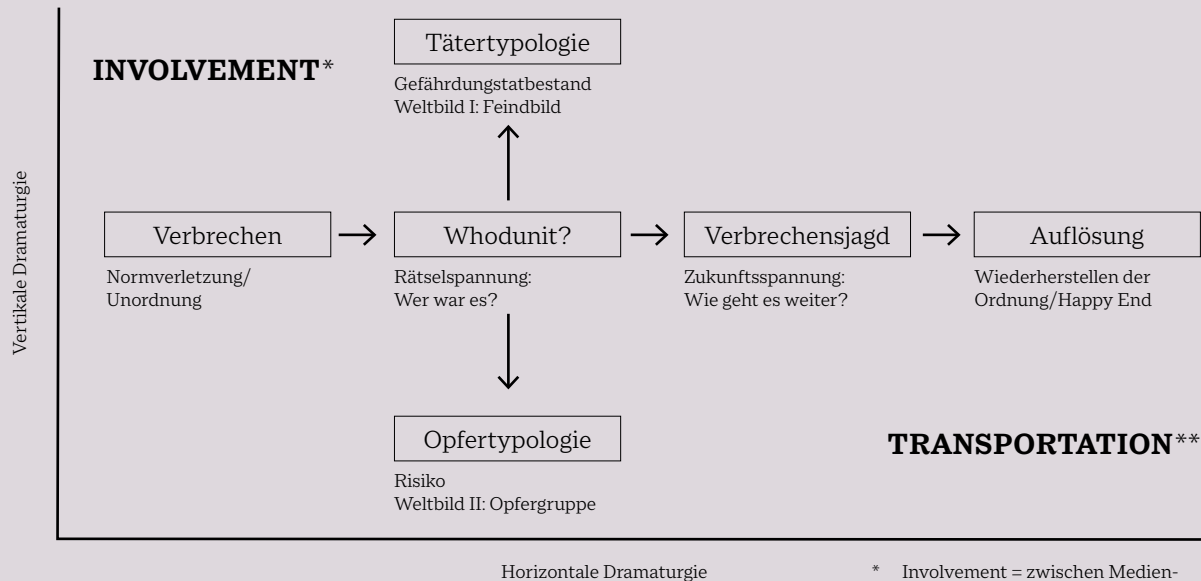 Tätertypologie
INVOLVEMENT*
Gefährdungstatbestand
Weltbild I: Feindbild
Vertikale Dramaturgie
Verbrechen
Normverletzung/
Unordnung
Whodunit?
Rätselspannung:
Wer war es?
Verbrechensjagd
Zukunftsspannung:
Wie geht es weiter?
Auflösung
Wiederherstellen der
Ordnung/Happy End
Opfertypologie
Risiko
Weltbild II: Opfergruppe
TRANSPORTATION**
Horizontale Dramaturgie
* Involvement = zwischen Medien-